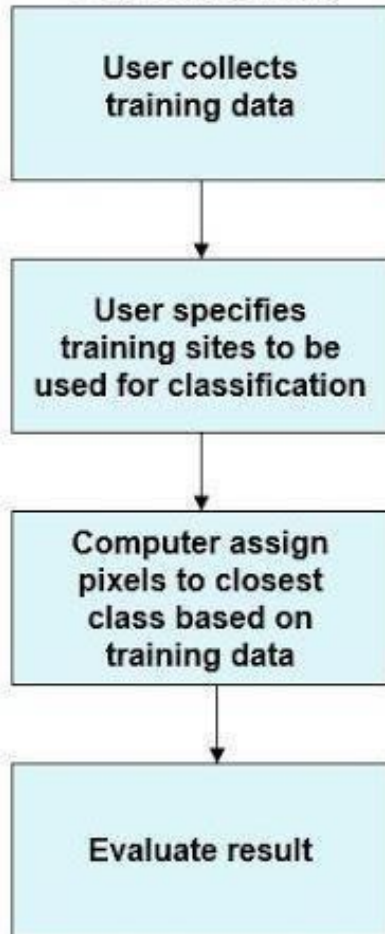 User collects
training data
User specifies
training sites to be
used for classification
Computer assign
pixels to closest
class based on
training data
Evaluate result